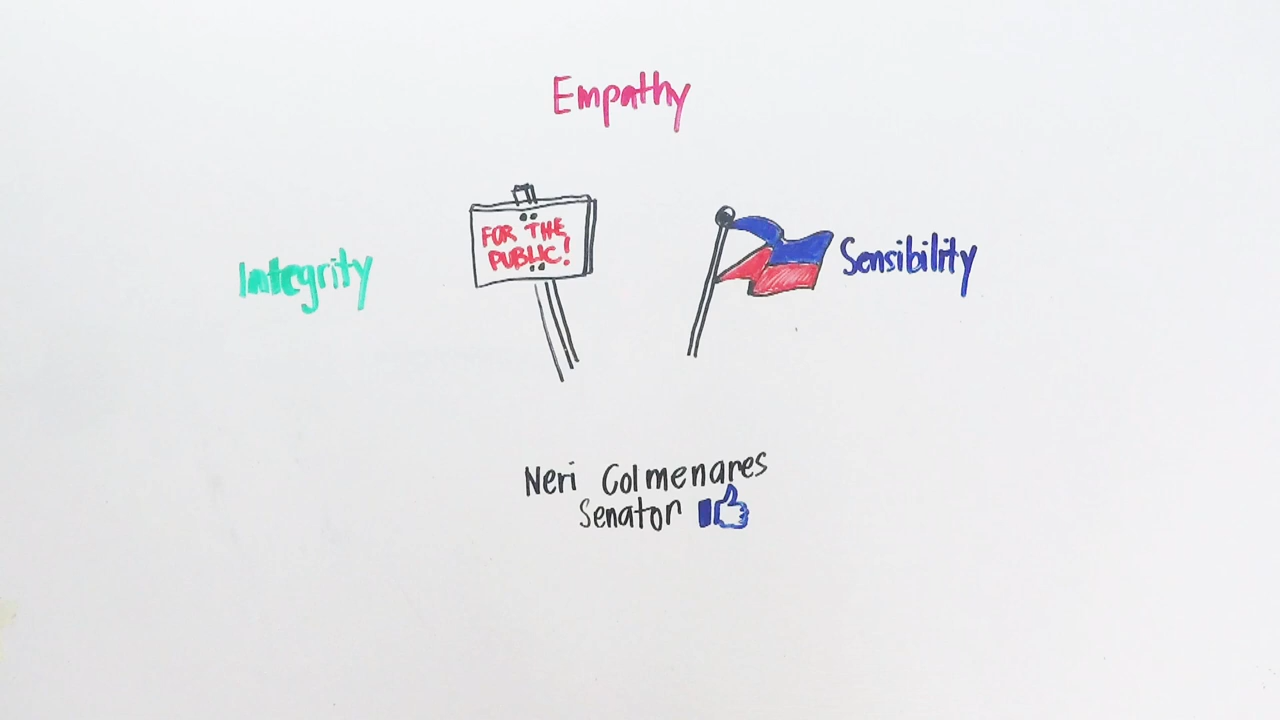 Empathy
FOR THE
PUBLIC!
Integrity
Sensibility
Neri Colmenares
Senator